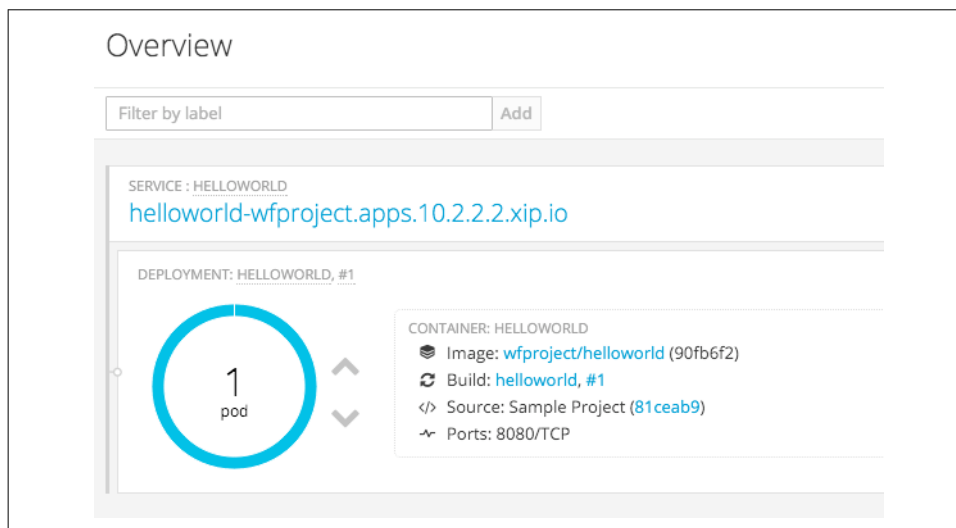 Overview
Filter by label Add
SERVICE : HELLOWORLD
helloworld-wfproject.apps.10.2.2.2.xip.io
DEPLOYMENT: HELLOWORLD, #1
1
pod
CONTAINER: HELLOWORLD
Image: wfproject/helloworld (90fb6f2)
Build: helloworld, #1
</> Source: Sample Project (81ceab9)
Ports: 8080/TCP